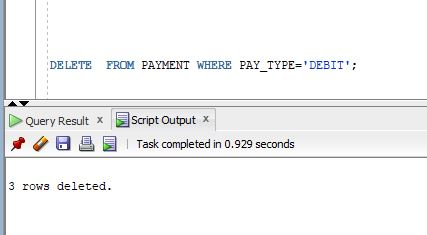 DELETE  FROM PAYMENT WHERE PAY_TYPE='DEBIT';
Query Result x Script Output x
Task completed in 0.929 seconds
3 rows deleted.